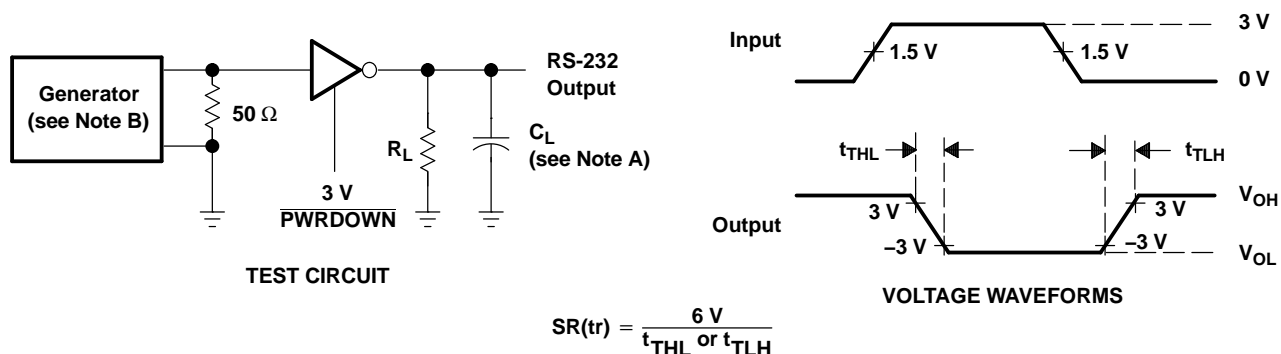 Generator
(see Note B)
50 Ω
3 V
PWRDOWN
R_L
C_L
(see Note A)
RS-232
Output
TEST CIRCUIT
Input
1.5 V
1.5 V
3 V
0 V
t_THL
t_TLH
Output
3 V
–3 V
3 V
–3 V
V_OH
V_OL
VOLTAGE WAVEFORMS
SR(tr) = 6 V / t_THL or t_TLH